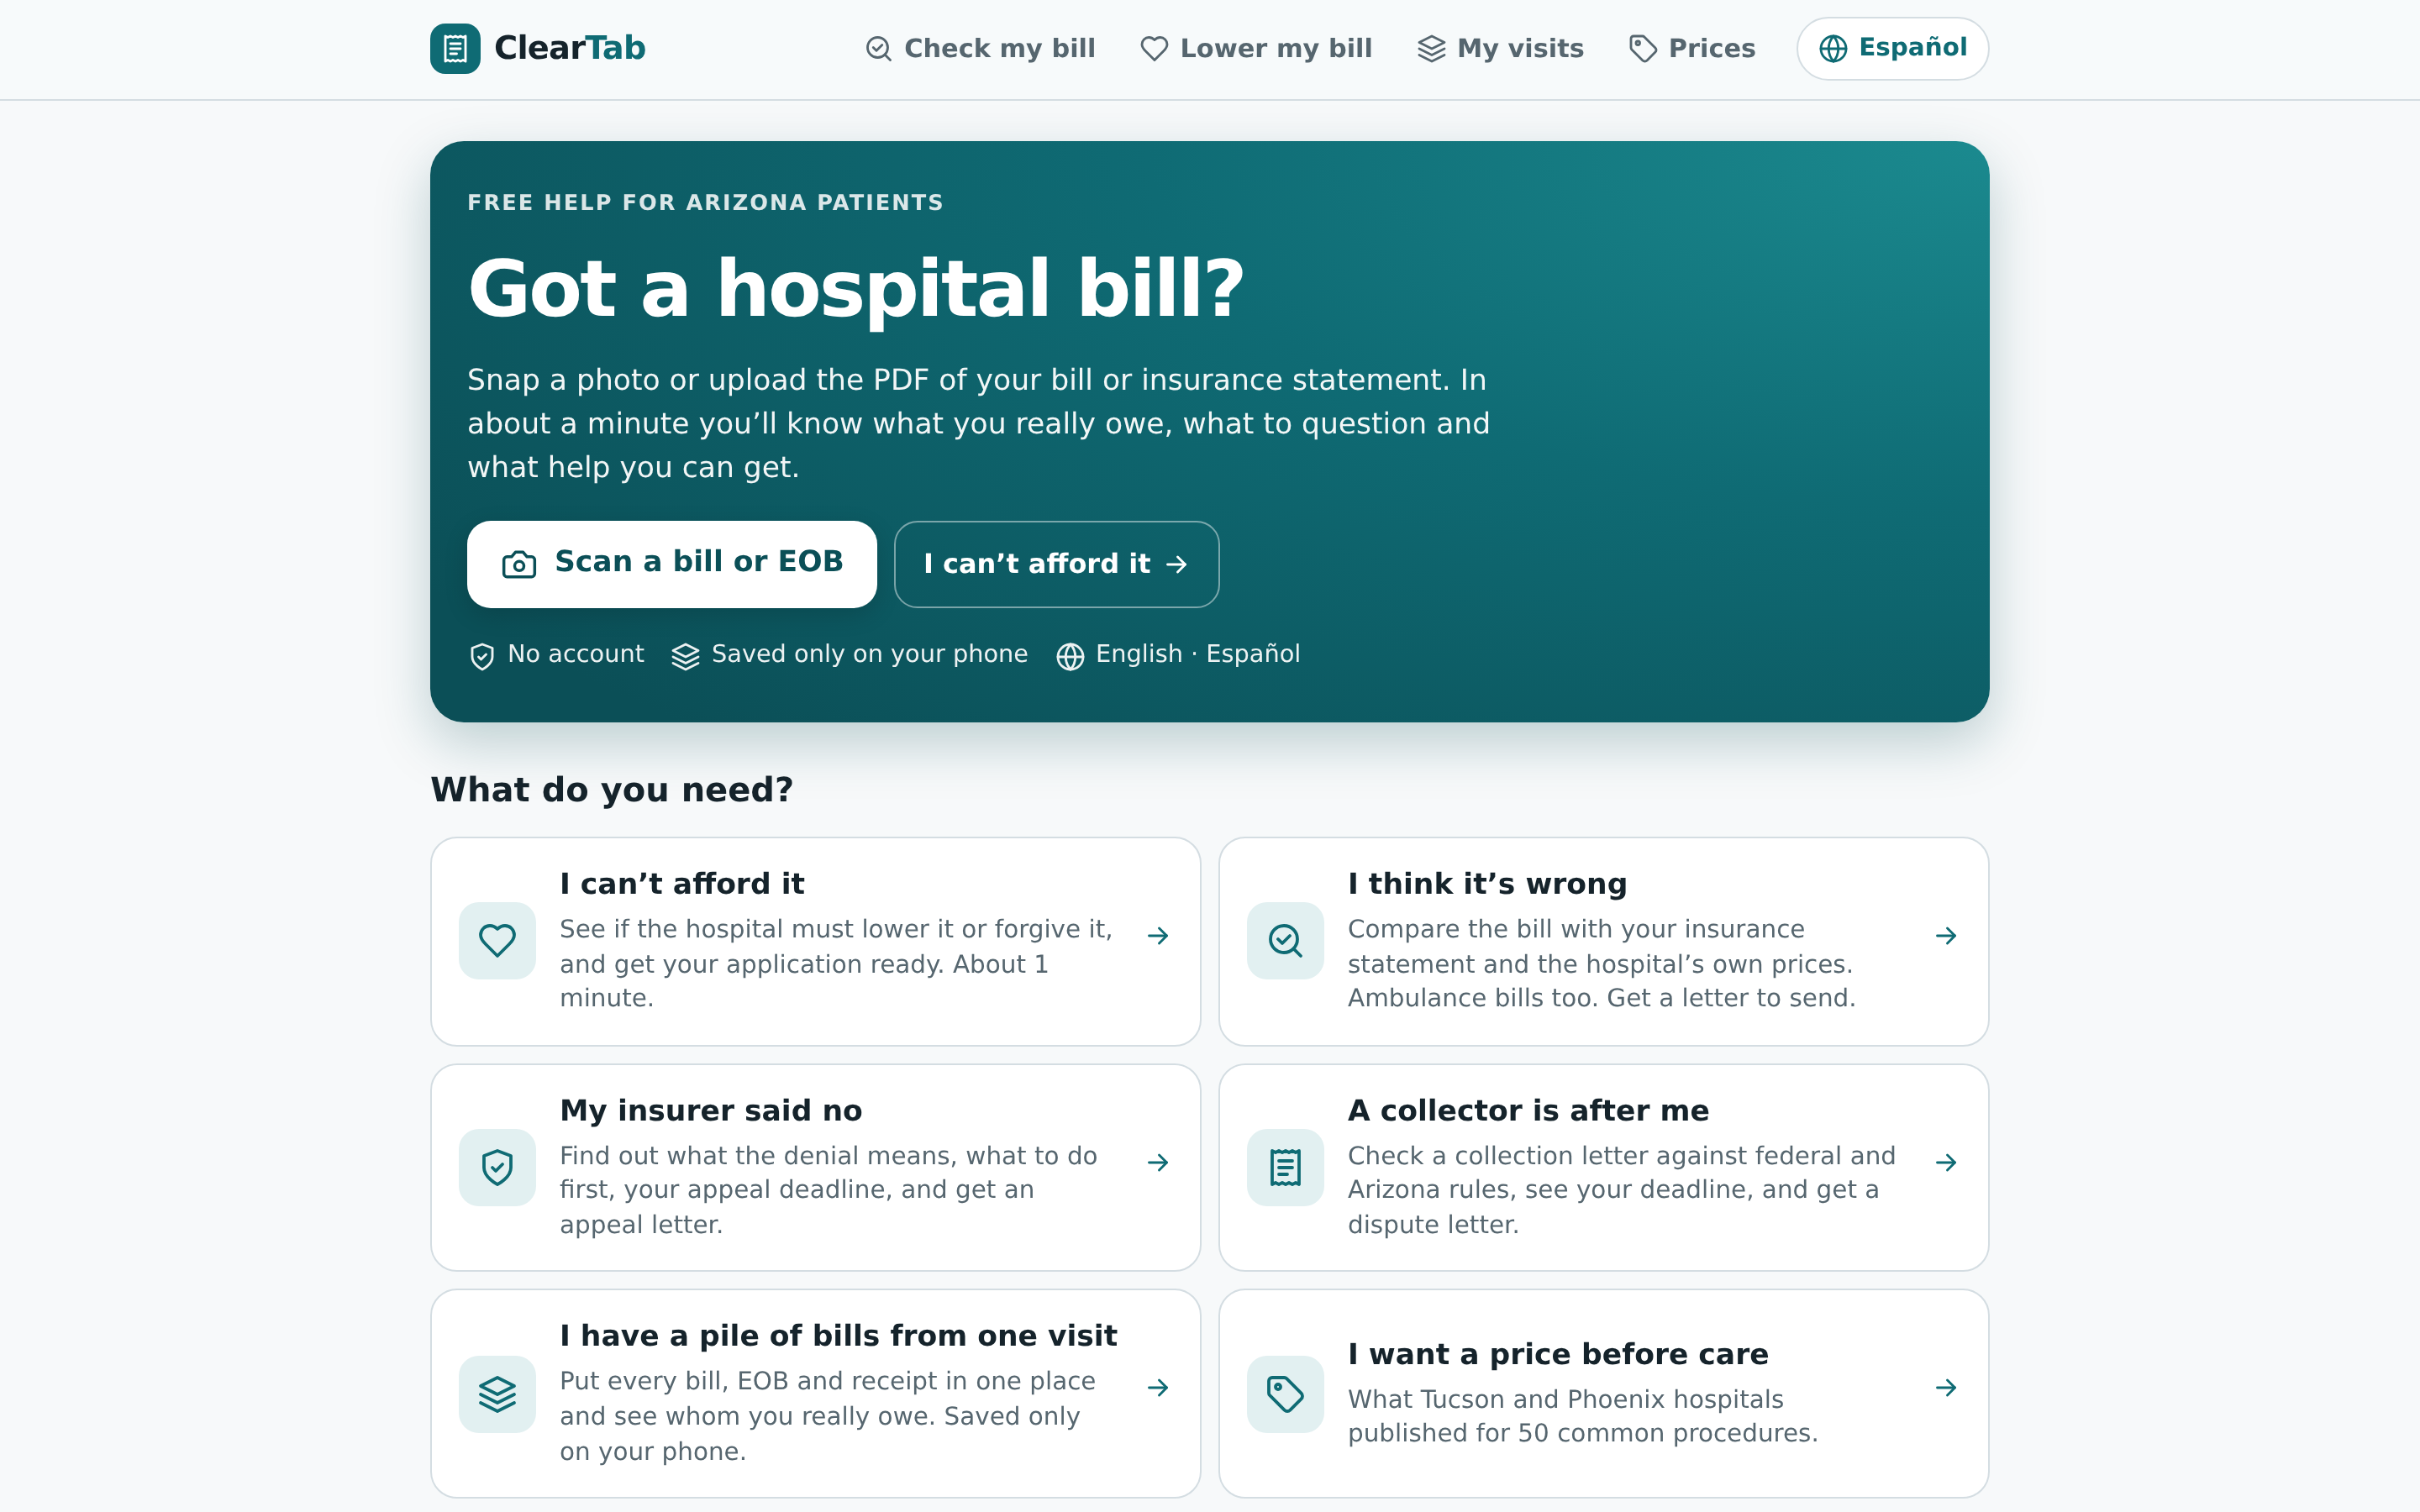 ClearTab
Check my bill
Lower my bill
My visits
Prices
Español
FREE HELP FOR ARIZONA PATIENTS
Got a hospital bill?
Snap a photo or upload the PDF of your bill or insurance statement. In
about a minute you’ll know what you really owe, what to question and
what help you can get.
Scan a bill or EOB
I can’t afford it →
No account
Saved only on your phone
English · Español
What do you need?
I can’t afford it
See if the hospital must lower it or forgive it,
and get your application ready. About 1
minute.
I think it’s wrong
Compare the bill with your insurance
statement and the hospital’s own prices.
Ambulance bills too. Get a letter to send.
My insurer said no
Find out what the denial means, what to do
first, your appeal deadline, and get an
appeal letter.
A collector is after me
Check a collection letter against federal and
Arizona rules, see your deadline, and get a
dispute letter.
I have a pile of bills from one visit
Put every bill, EOB and receipt in one place
and see whom you really owe. Saved only
on your phone.
I want a price before care
What Tucson and Phoenix hospitals
published for 50 common procedures.